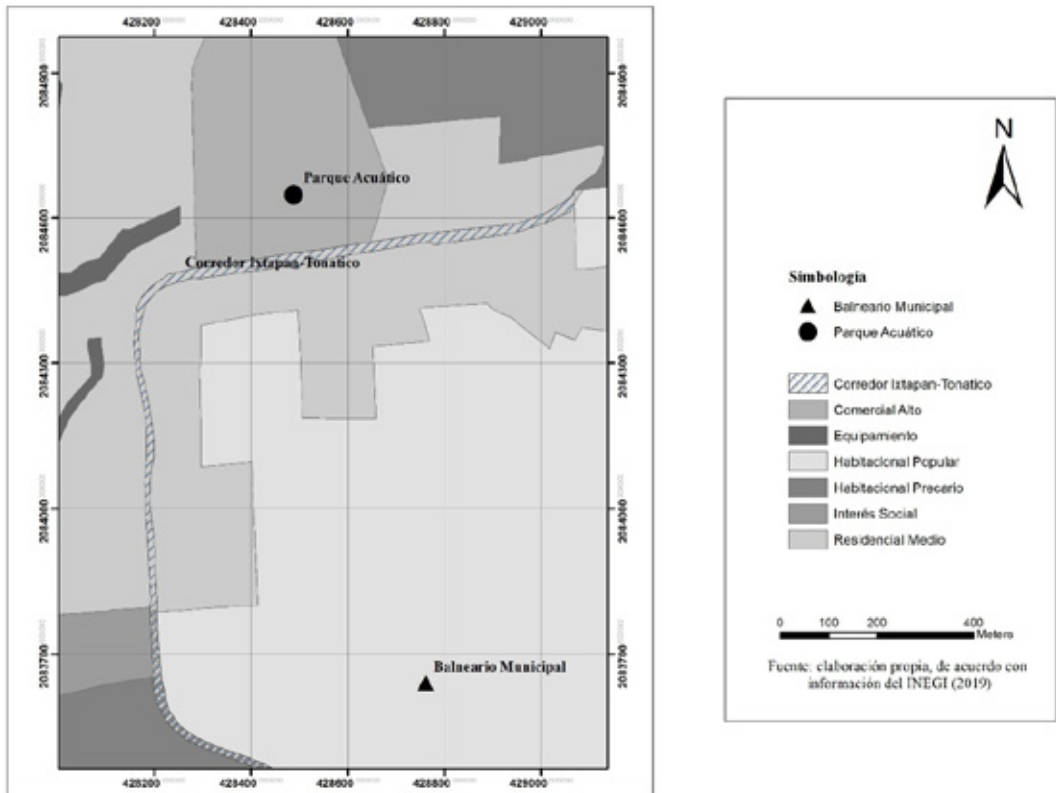 428200 428400 428600 428800 429000
2084900 2084900
Parque Acuático
2084600 2084600
Corredor Ixtapan-Tonatico
2084300 2084300
2084000 2084000
2083700 2083700
Balneario Municipal
428200 428400 428600 428800 429000
N
Simbología
Balneario Municipal
Parque Acuático
Corredor Ixtapan-Tonatico
Comercial Alto
Equipamiento
Habitacional Popular
Habitacional Precario
Interés Social
Residencial Medio
0 100 200 400
Meters
Fuente: elaboración propia, de acuerdo con
información del INEGI (2019)